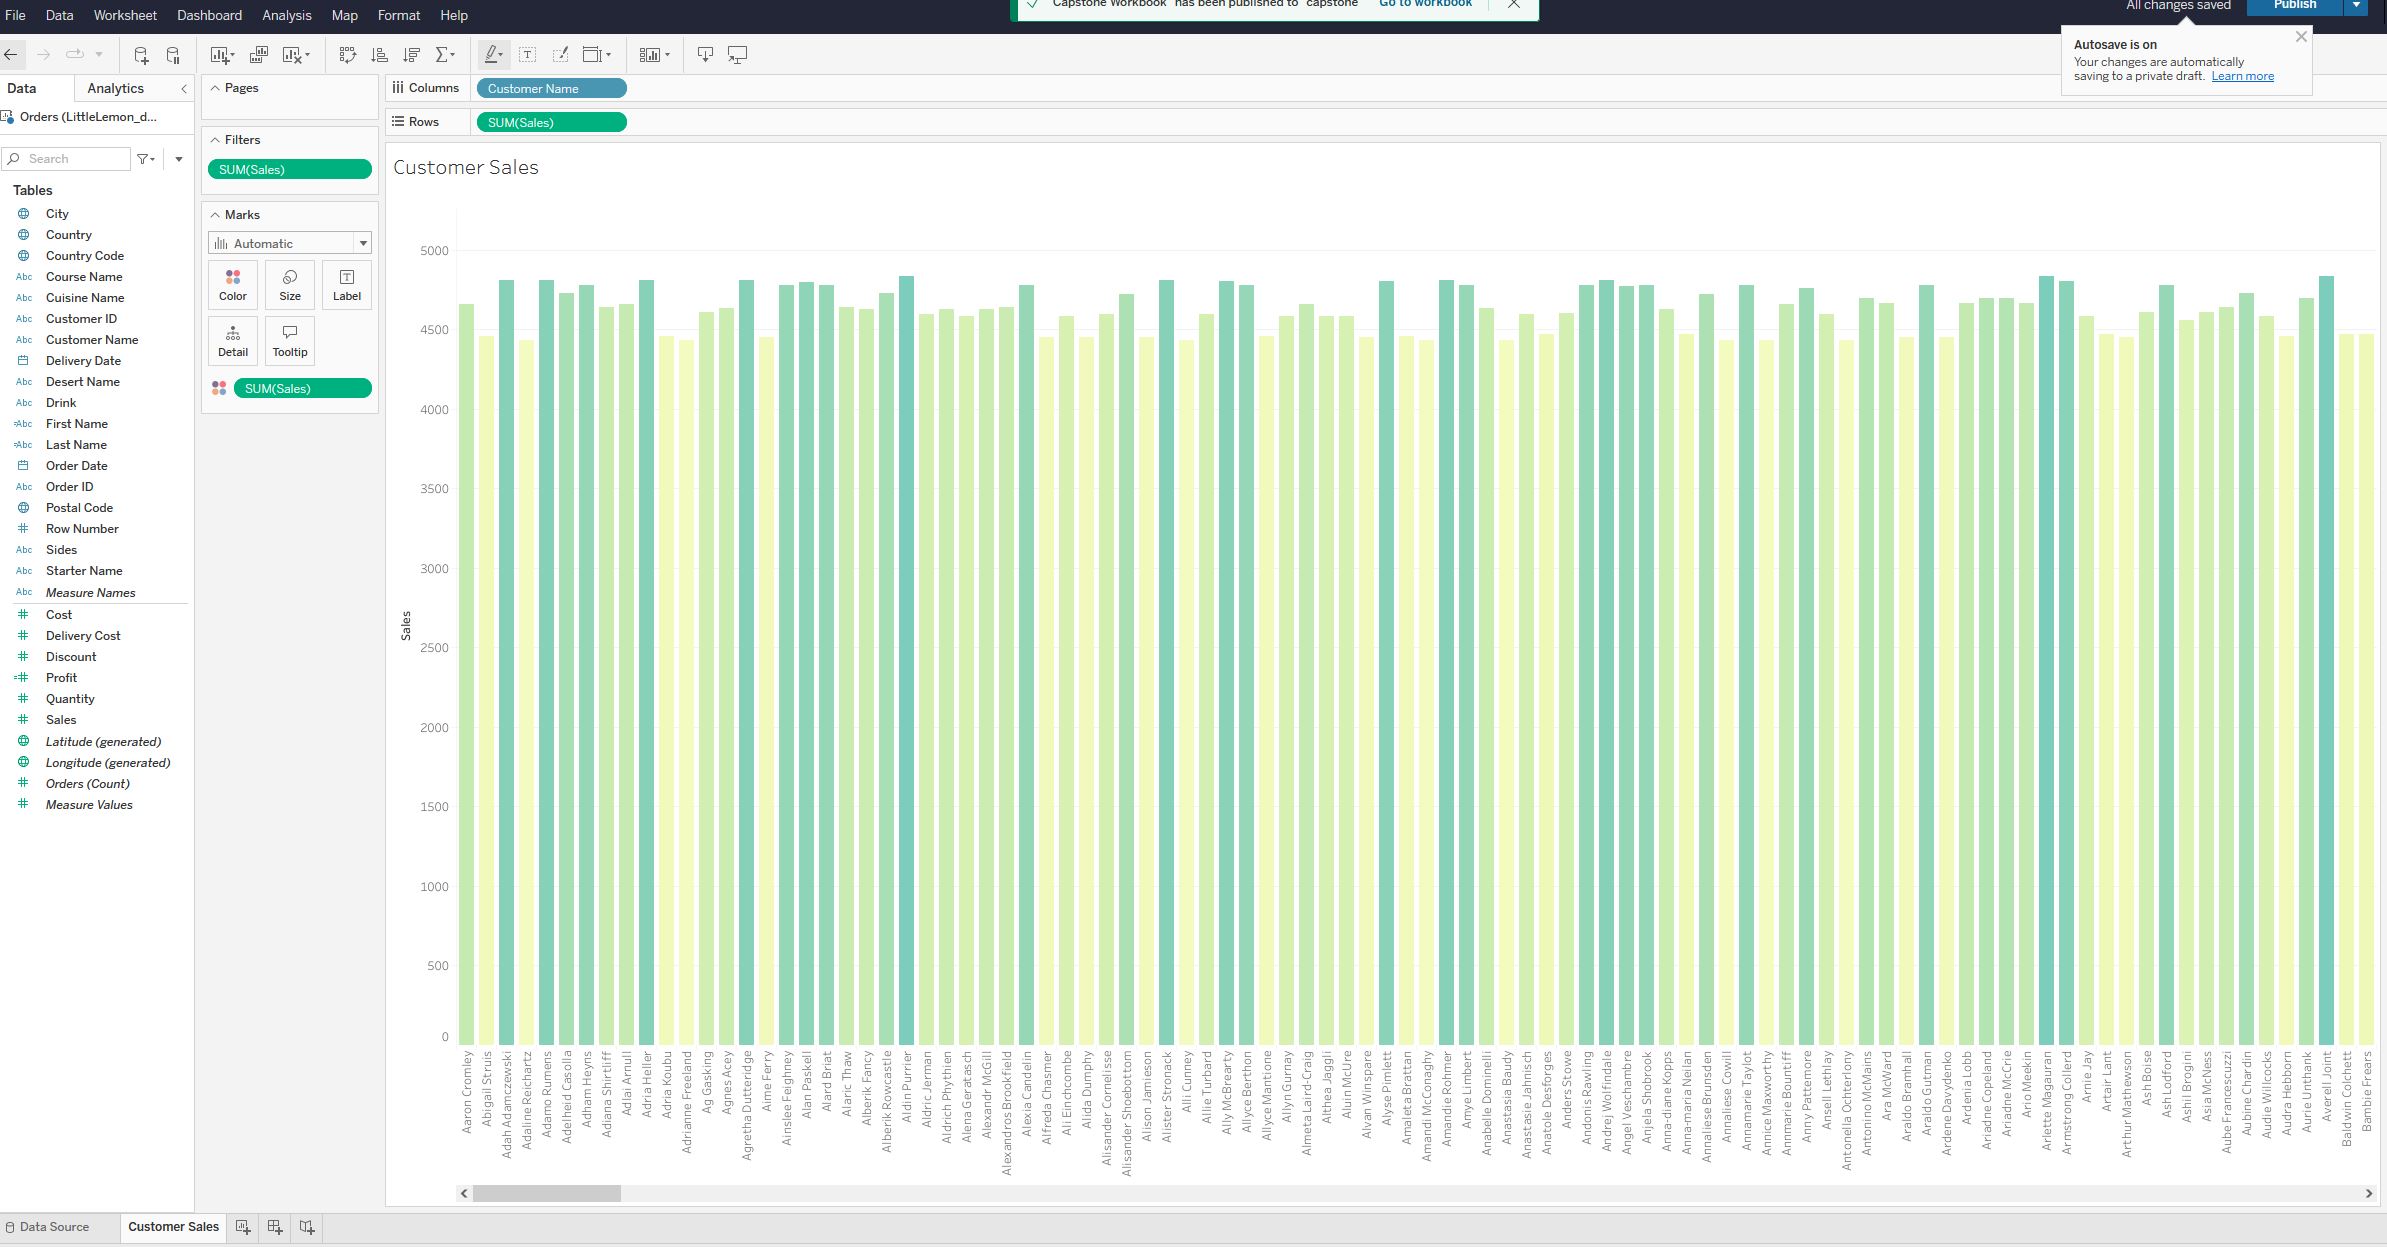 File Data Worksheet Dashboard Analysis Map Format Help
Capstone Workbook" has been published to "capstone" Go to workbook
All changes saved Publish
Autosave is on
Your changes are automatically
saving to a private draft. Learn more
Data Analytics
Orders (LittleLemon_d...
Search
Tables
Abc City
Country
Country Code
Abc Course Name
Abc Cuisine Name
Abc Customer ID
Abc Customer Name
Delivery Date
Abc Desert Name
Abc Drink
=Abc First Name
=Abc Last Name
Order Date
Abc Order ID
Postal Code
# Row Number
Abc Sides
Abc Starter Name
Abc Measure Names
# Cost
# Delivery Cost
# Discount
=# Profit
# Quantity
# Sales
Latitude (generated)
Longitude (generated)
# Orders (Count)
# Measure Values
Pages
Filters
SUM(Sales)
Marks
Automatic
Color Size Label
Detail Tooltip
SUM(Sales)
Columns Customer Name
Rows SUM(Sales)
Customer Sales
5000
4500
4000
3500
3000
2500
2000
1500
1000
500
0
Sales
Aaron Cromley
Abigail Struis
Adah Adamczewski
Adaline Reichartz
Adamo Rumens
Adelheid Casolla
Adham Heyns
Adiana Shirtliff
Adlai Arnull
Adria Heller
Adria Koubu
Adrianne Freeland
Ag Gasking
Agnes Acey
Agretha Dutteridge
Aime Ferry
Ainslee Feighney
Alan Paskell
Alard Briat
Alaric Thaw
Alberik Fancy
Alberik Rowcastle
Aldin Purrier
Aldric Jerman
Aldrich Phythien
Alena Geratasch
Alexandr McGill
Alexandros Brookfield
Alexia Candelin
Alfreda Chasmer
Ali Einchcombe
Alida Dumphy
Alisander Cornelisse
Alisander Shoebottom
Alison Jamieson
Alister Stronack
Alli Cunney
Allie Turbard
Ally McBrearty
Allyce Berthon
Allyce Mantione
Allyn Gurnay
Almeta Laird-Craig
Althea Jaggli
Aluin McUre
Alvan Winspare
Alyse Pimlett
Amaleta Brattan
Amandi McConaghy
Amandie Rohmer
Amye Limbert
Anabelle Dominelli
Anastasia Baudy
Anastasie Jahnisch
Anatole Desforges
Anders Stowe
Andonis Rawling
Andrej Wolfindale
Angel Veschambre
Anjela Shobrook
Anna-diane Kopps
Anna-maria Neilan
Annaliese Brunsden
Annaliese Cowill
Annamarie Taylot
Annice Maxworthy
Annmarie Bountiff
Anny Pattemore
Ansell Lethlay
Antonella Ochterlony
Antonino McMains
Ara McWard
Araldo Bramhall
Araldo Gutman
Ardene Davydenko
Ardenia Lobb
Ariadne Copeland
Ariadne McCrie
Ario Meekin
Arlette Magauran
Armstrong Collerd
Arnie Jay
Artair Lant
Arthur Mathewson
Ash Boise
Ash Lodford
Ashil Brogini
Asia McNess
Aube Francescuzzi
Aubine Chardin
Audie Wilcocks
Audra Hebborn
Aurie Unthank
Averell Joint
Baldwin Colchett
Bambie Frears
Data Source Customer Sales